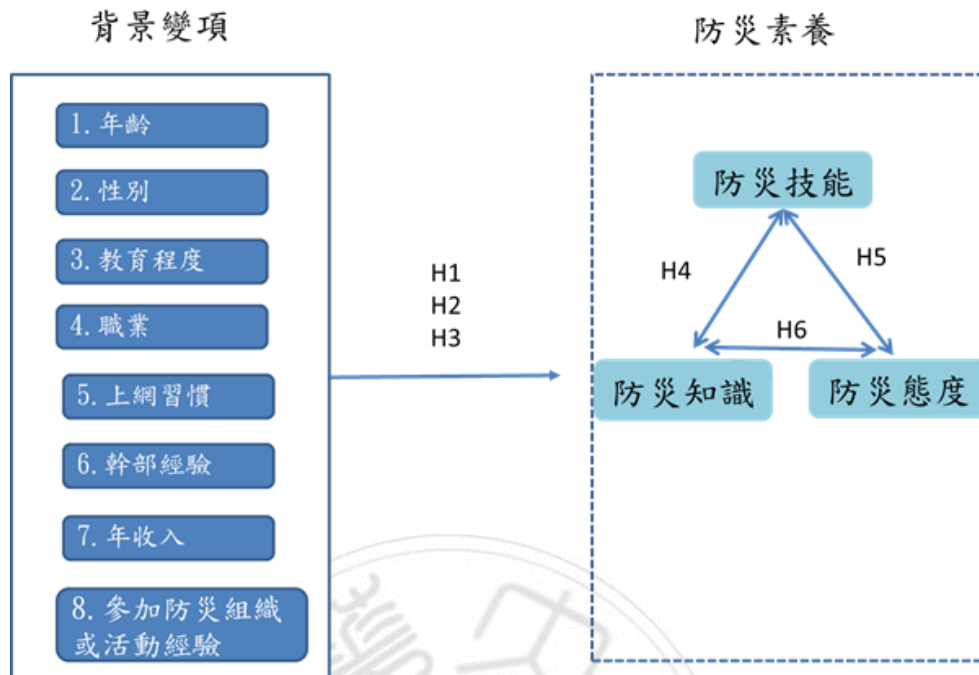 背景變項
防災素養
1. 年齡
2. 性別
3. 教育程度
4. 職業
5. 上網習慣
6. 幹部經驗
7. 年收入
8. 參加防災組織
或活動經驗
H1
H2
H3
防災技能
H4
H5
H6
防災知識
防災態度